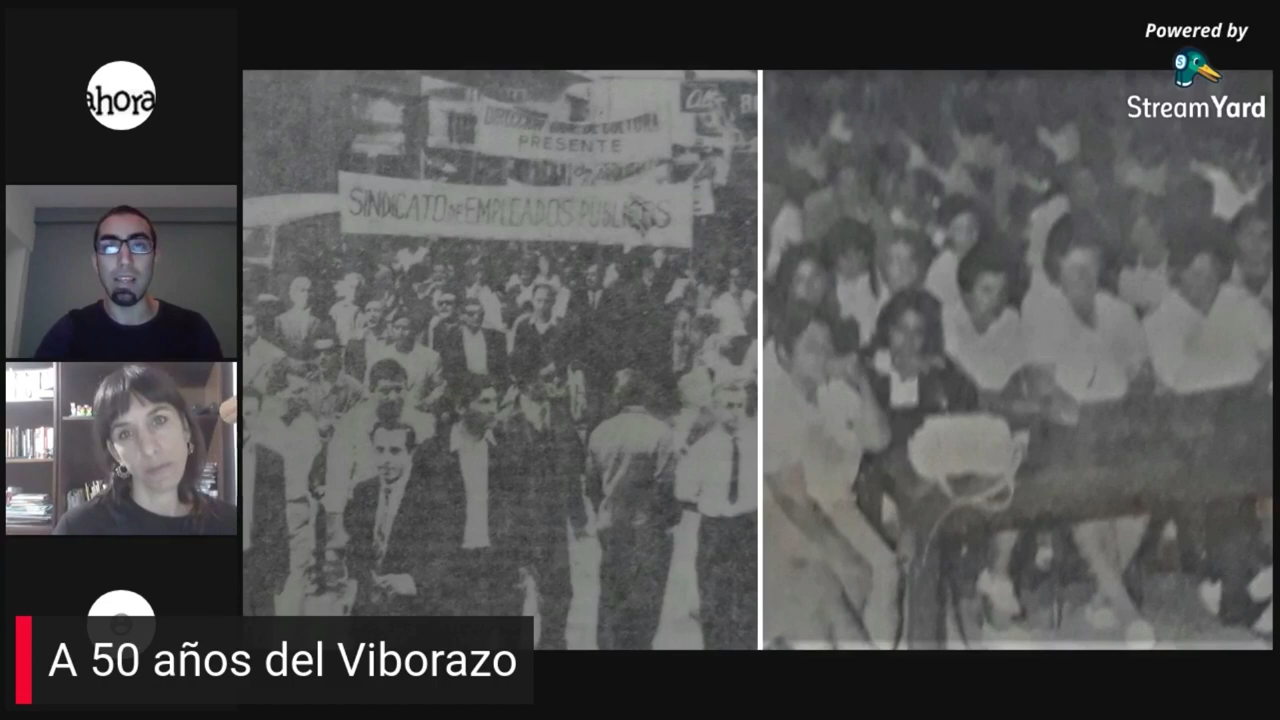 Powered by
StreamYard
ahora
PRESENTE
SINDICATO DE EMPLEADOS PUBLICOS
A 50 años del Viborazo